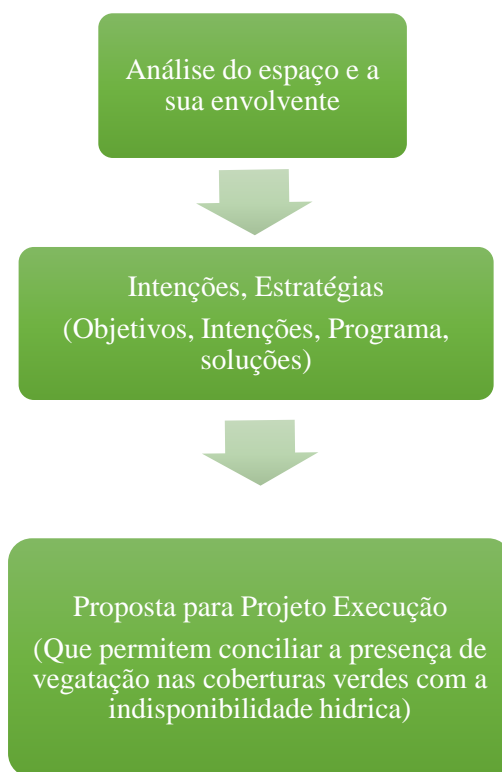 Análise do espaço e a
sua envolvente
Intenções, Estratégias
(Objetivos, Intenções, Programa,
soluções)
Proposta para Projeto Execução
(Que permitem conciliar a presença de
vegatação nas coberturas verdes com a
indisponibilidade hidrica)